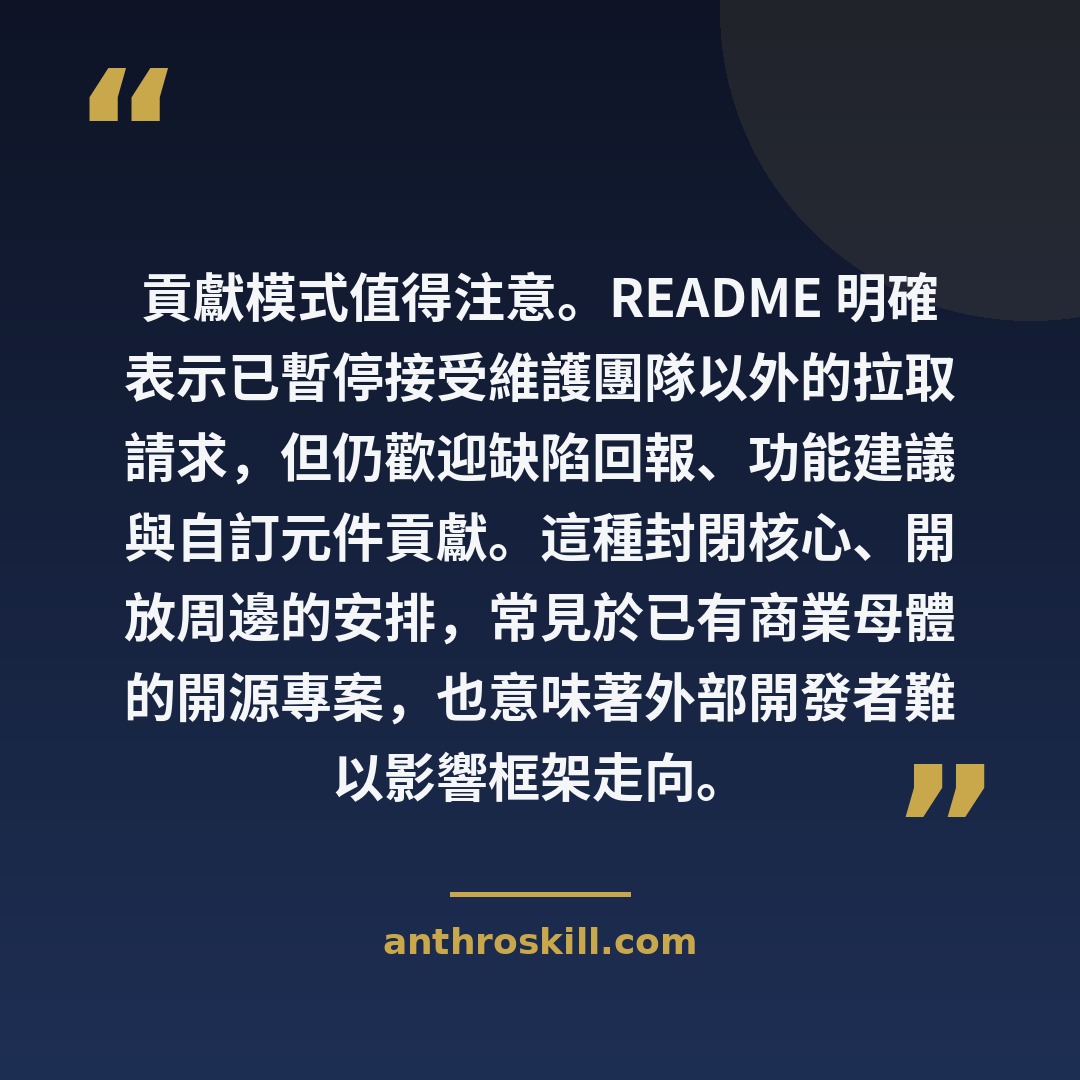 “
貢獻模式值得注意。README 明確
表示已暫停接受維護團隊以外的拉取
請求，但仍歡迎缺陷回報、功能建議
與自訂元件貢獻。這種封閉核心、開
放周邊的安排，常見於已有商業母體
的開源專案，也意味著外部開發者難
以影響框架走向。
”
anthroskill.com